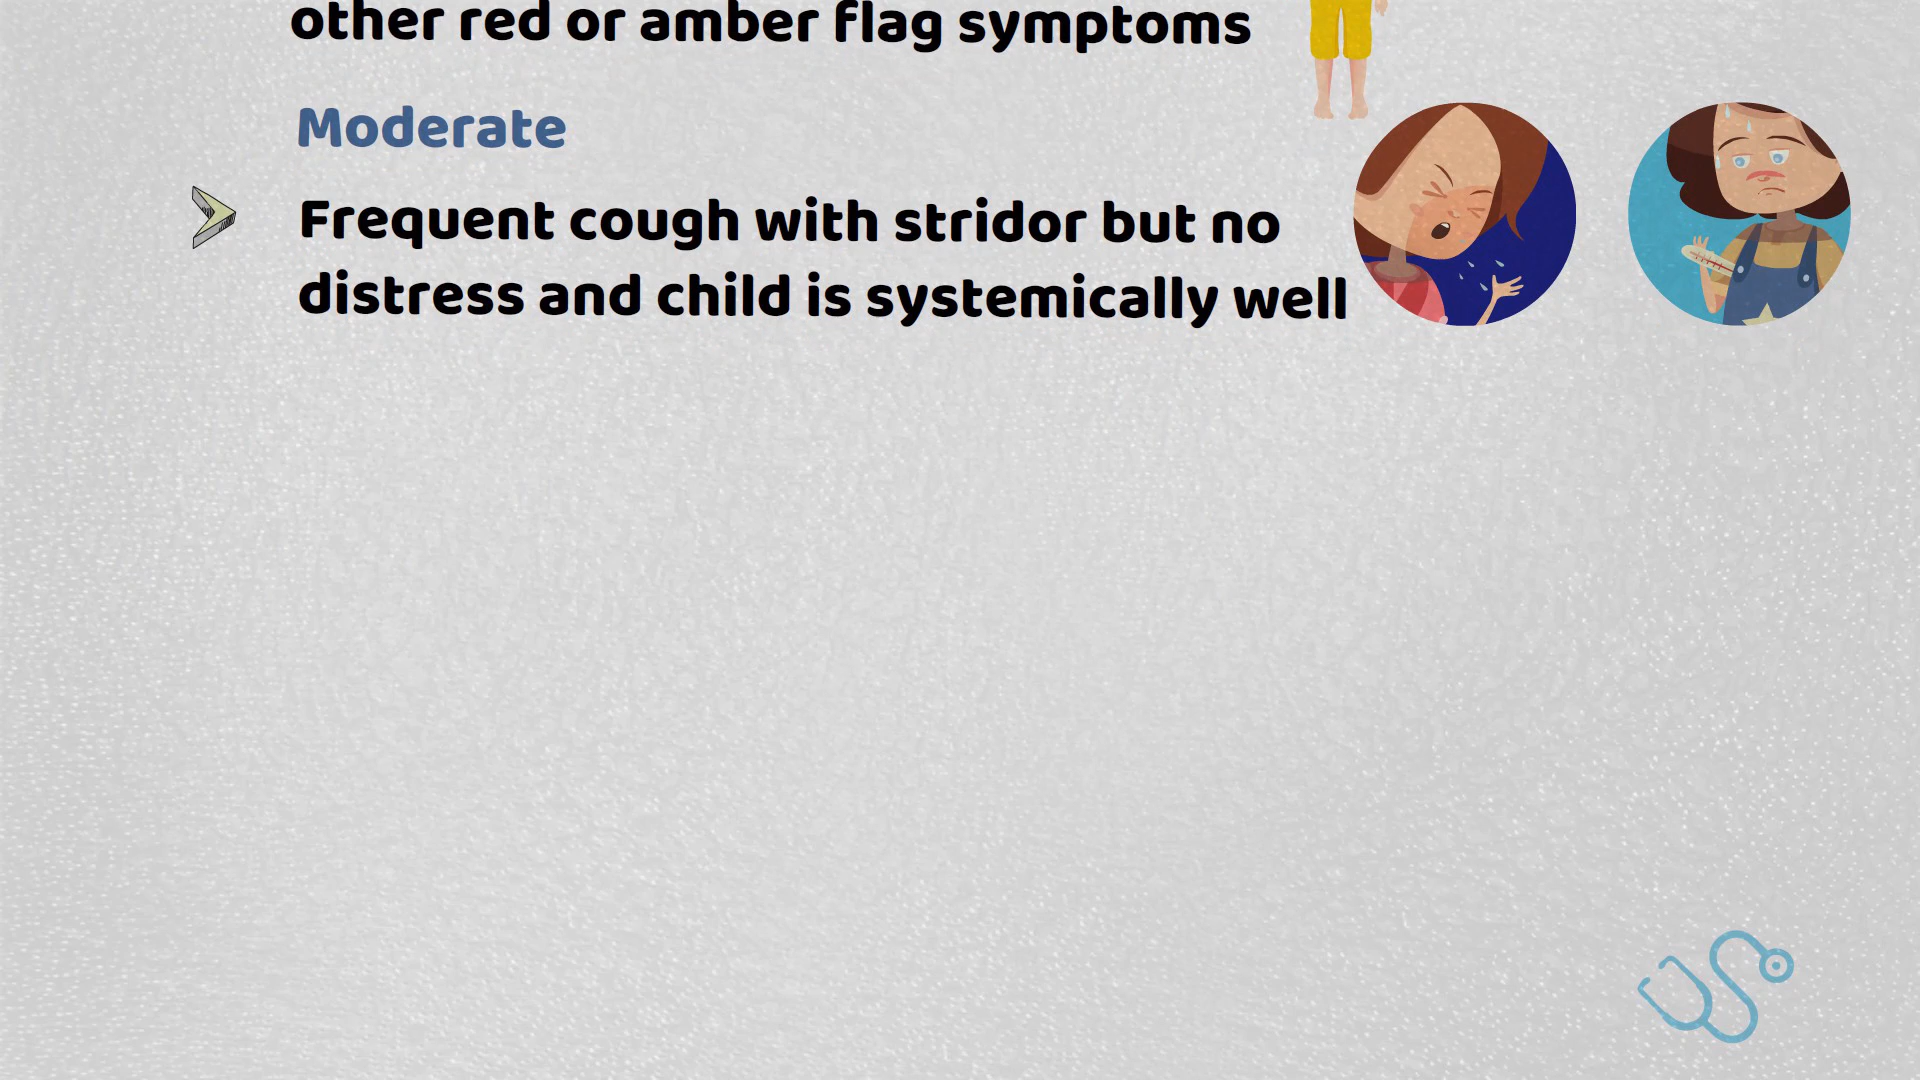 other red or amber flag symptoms
Moderate
Frequent cough with stridor but no
distress and child is systemically well